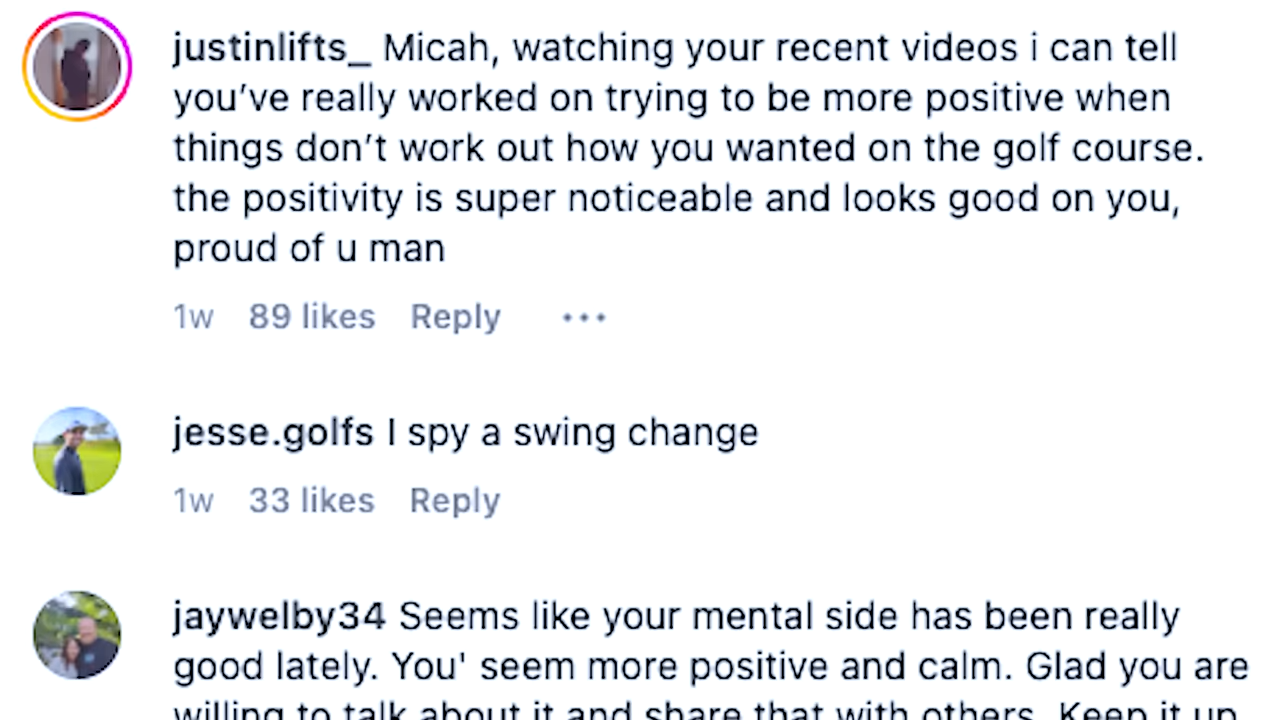 justinlifts_ Micah, watching your recent videos i can tell
you’ve really worked on trying to be more positive when
things don’t work out how you wanted on the golf course.
the positivity is super noticeable and looks good on you,
proud of u man
1w 89 likes Reply ...
jesse.golfs I spy a swing change
1w 33 likes Reply
jaywelby34 Seems like your mental side has been really
good lately. You' seem more positive and calm. Glad you are
willing to talk about it and share that with others. Keep it up